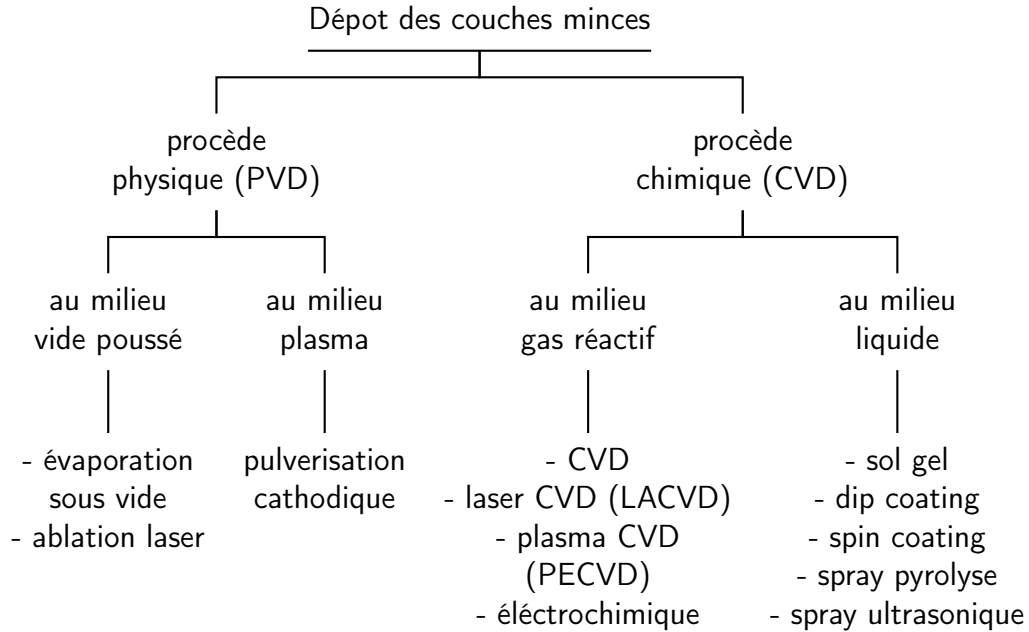 Dépot des couches minces
procède
physique (PVD)
procède
chimique (CVD)
au milieu
vide poussé
au milieu
plasma
au milieu
gas réactif
au milieu
liquide
- évaporation
sous vide
- ablation laser
pulverisation
cathodique
- CVD
- laser CVD (LACVD)
- plasma CVD
(PECVD)
- éléctrochimique
- sol gel
- dip coating
- spin coating
- spray pyrolyse
- spray ultrasonique